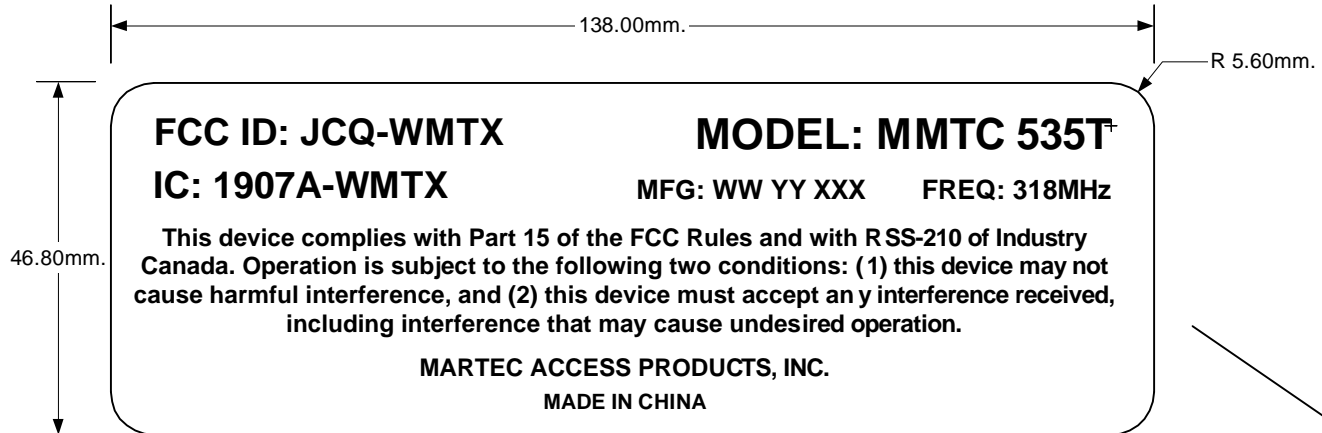 138.00mm.
R 5.60mm.
FCC ID: JCQ-WMTX
MODEL: MMTC 535T
IC: 1907A-WMTX
MFG: WW YY XXX
FREQ: 318MHz
46.80mm.
This device complies with Part 15 of the FCC Rules and with RSS-210 of Industry
Canada. Operation is subject to the following two conditions: (1) this device may not
cause harmful interference, and (2) this device must accept any interference received,
including interference that may cause undesired operation.
MARTEC ACCESS PRODUCTS, INC.
MADE IN CHINA